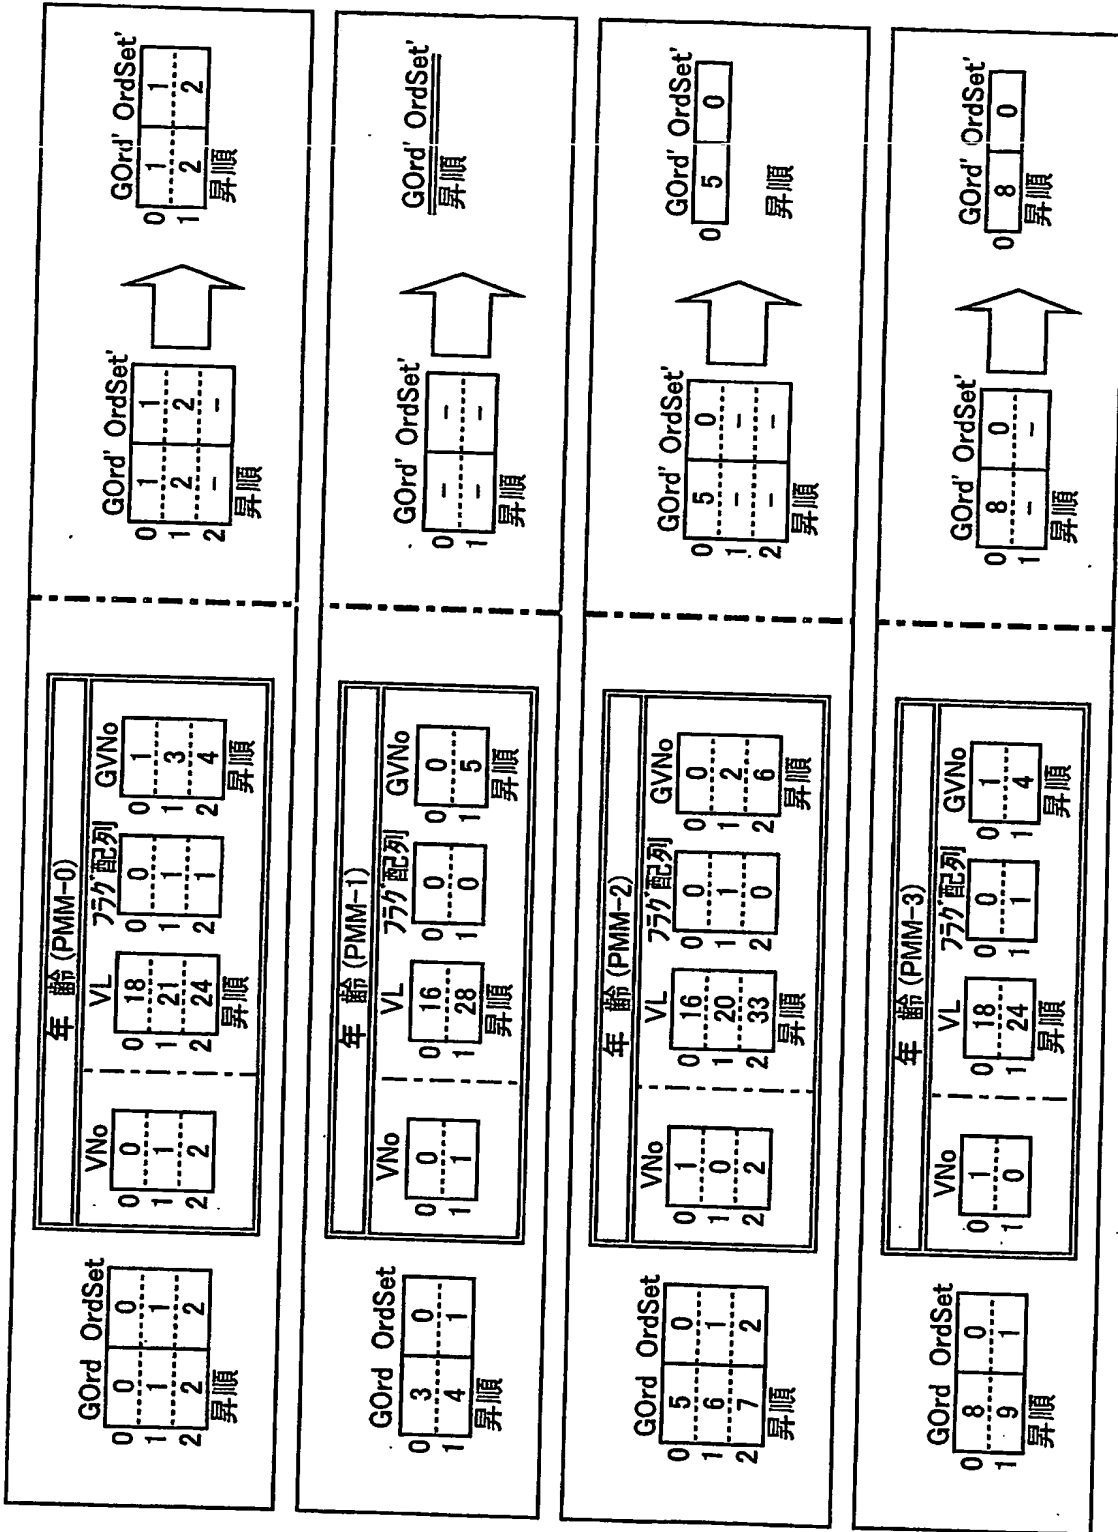 GOrd OrdSet
0 0 0
1 1 1
2 2 2
昇順
年 齢 (PMM-0)
VNo VL フラグ配列 GVNo
0 0 0 18 0 0 0 1
1 1 1 21 1 1 1 3
2 2 2 24 2 1 2 4
昇順 昇順
GOrd' OrdSet'
0 1 1
1 2 2
2 - -
昇順
GOrd' OrdSet'
0 1 1
1 2 2
昇順
GOrd OrdSet
0 3 0
1 4 1
昇順
年 齢 (PMM-1)
VNo VL フラグ配列 GVNo
0 0 0 16 0 0 0 0
1 1 1 28 1 0 1 5
昇順 昇順
GOrd' OrdSet'
0 - -
1 - -
昇順
GOrd' OrdSet'
昇順
GOrd OrdSet
0 5 0
1 6 1
2 7 2
昇順
年 齢 (PMM-2)
VNo VL フラグ配列 GVNo
0 1 0 16 0 0 0 0
1 0 1 20 1 1 1 2
2 2 2 33 2 0 2 6
昇順 昇順
GOrd' OrdSet'
0 5 0
1 - -
2 - -
昇順
GOrd' OrdSet'
0 5 0
昇順
GOrd OrdSet
0 8 0
1 9 1
昇順
年 齢 (PMM-3)
VNo VL フラグ配列 GVNo
0 1 0 18 0 0 0 1
1 0 1 24 1 1 1 4
昇順 昇順
GOrd' OrdSet'
0 8 0
1 - -
昇順
GOrd' OrdSet'
0 8 0
昇順